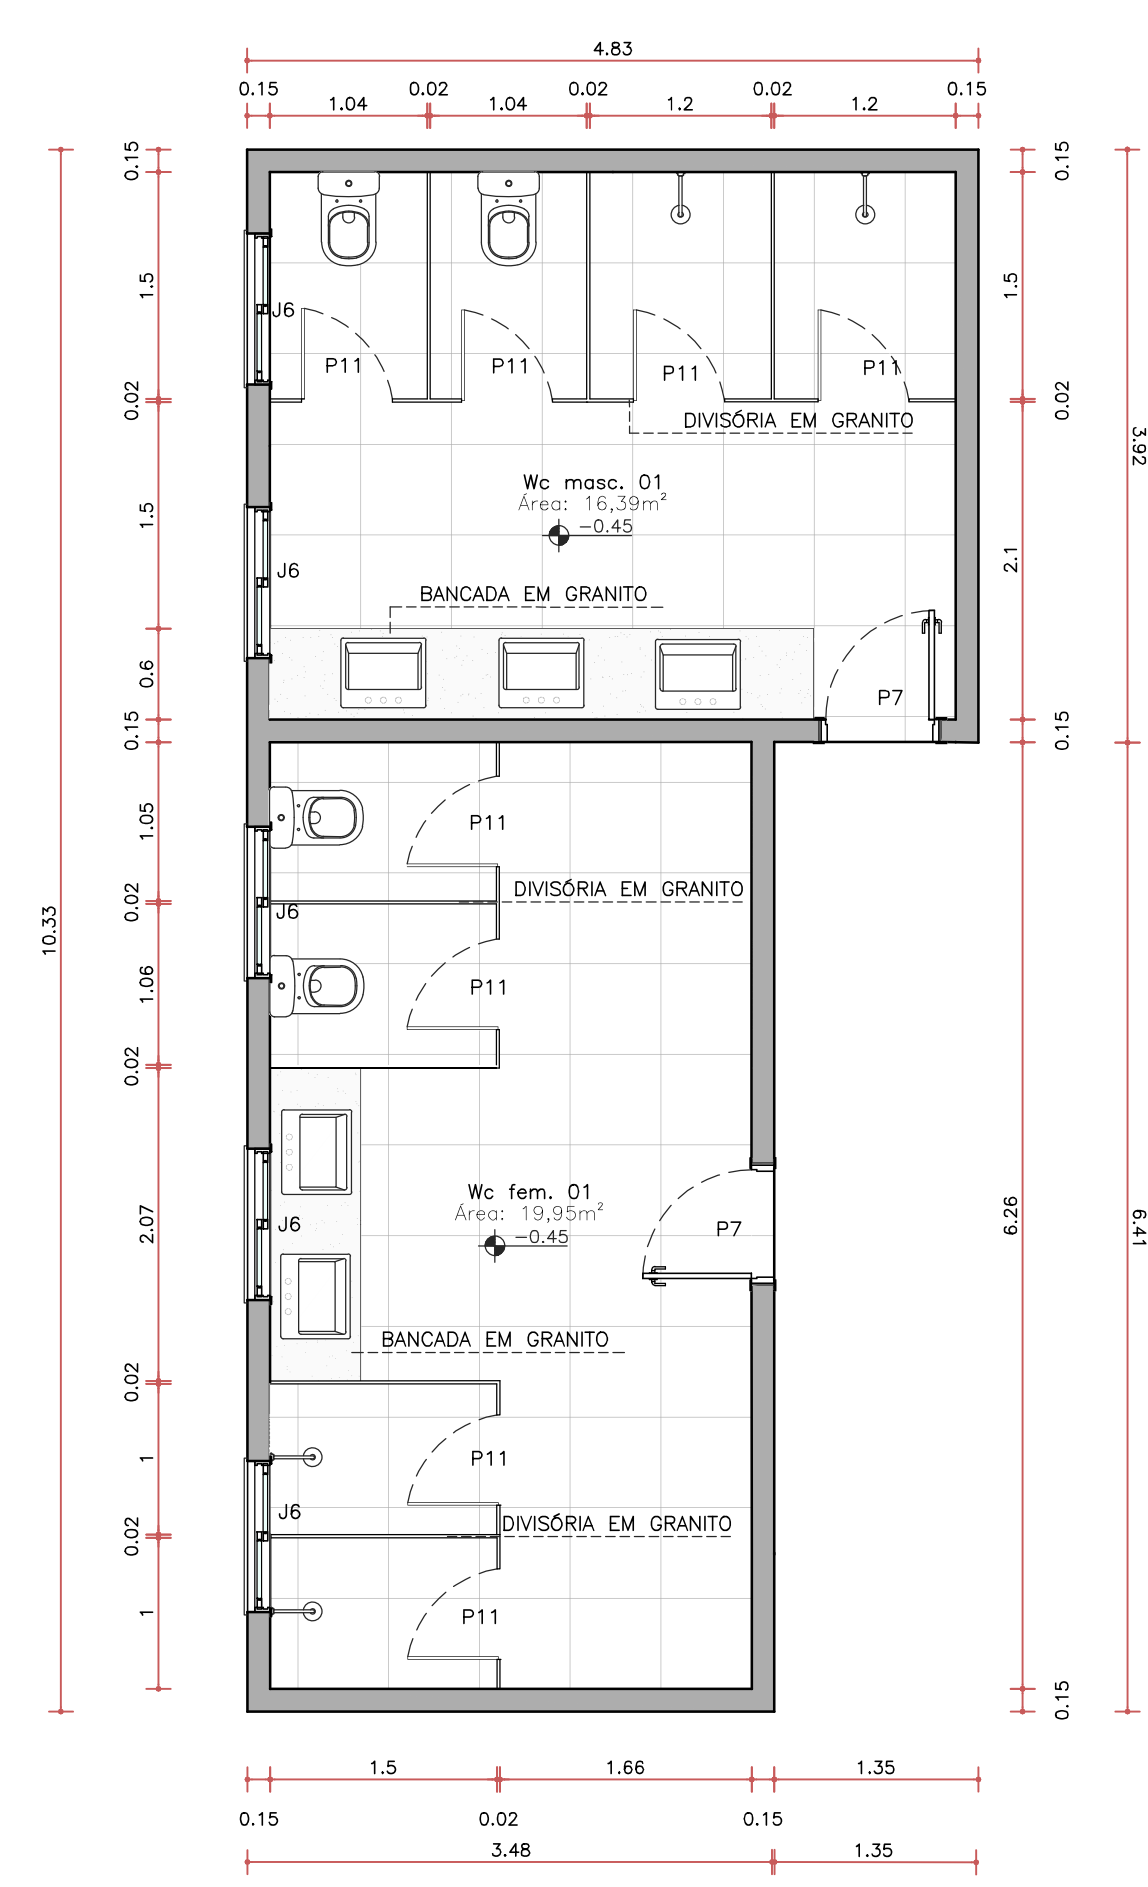 4.83
0.15 0.02 0.02 0.02 0.15
1.04 1.04 1.2 1.2
0.15 0.15
1.5 1.5
J6
P11 P11 P11 P11
0.02 0.02
DIVISÓRIA EM GRANITO
3.92
Wc masc. 01
Área: 16,39m²
-0.45
1.5
2.1
J6
BANCADA EM GRANITO
0.6
P7
0.15 0.15
1.05
P11
DIVISÓRIA EM GRANITO
0.02
J6
10.33
1.06
P11
0.02
Wc fem. 01
Área: 19,95m²
-0.45
2.07
J6
P7
6.26
6.41
BANCADA EM GRANITO
0.02
1
P11
J6
DIVISÓRIA EM GRANITO
0.02
1
P11
0.15
1.5 1.66 1.35
0.15 0.02 0.15
3.48 1.35